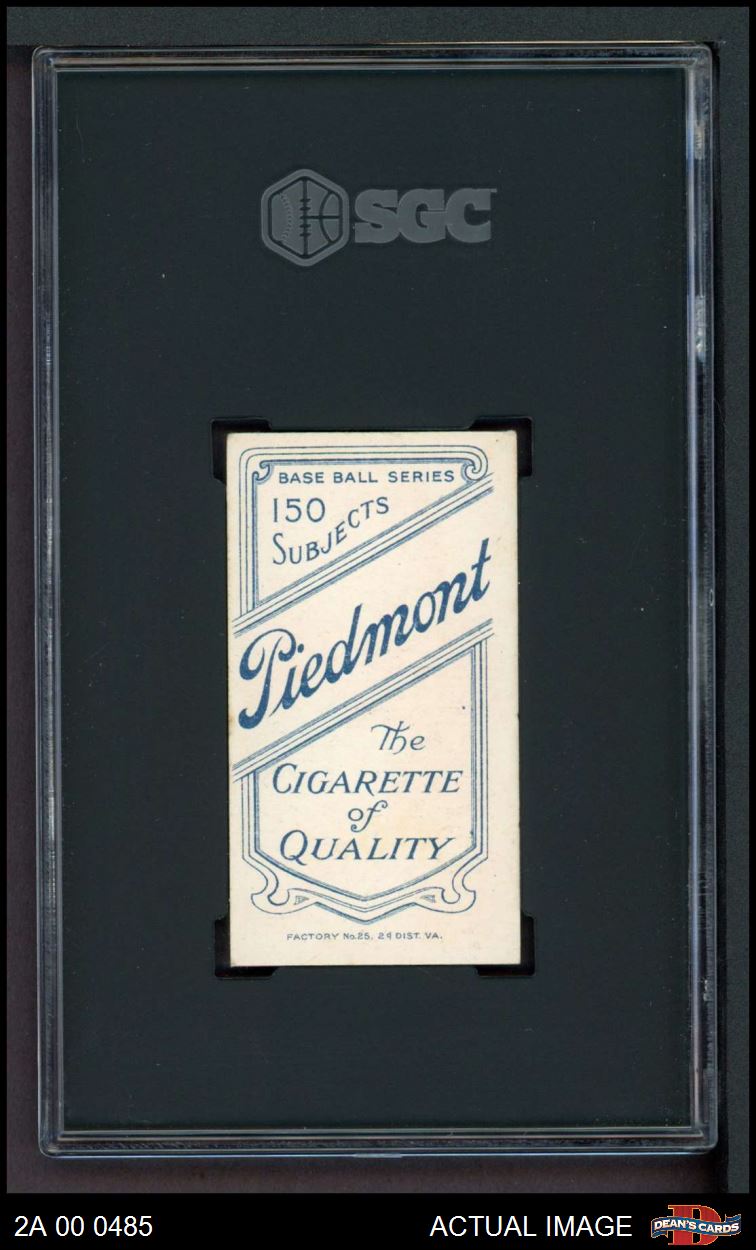 SGC
BASE BALL SERIES
150
SUBJECTS
Piedmont
The
CIGARETTE
of
QUALITY
FACTORY No.25, 2d DIST. VA.
2A 00 0485
ACTUAL IMAGE
DEAN'S CARDS